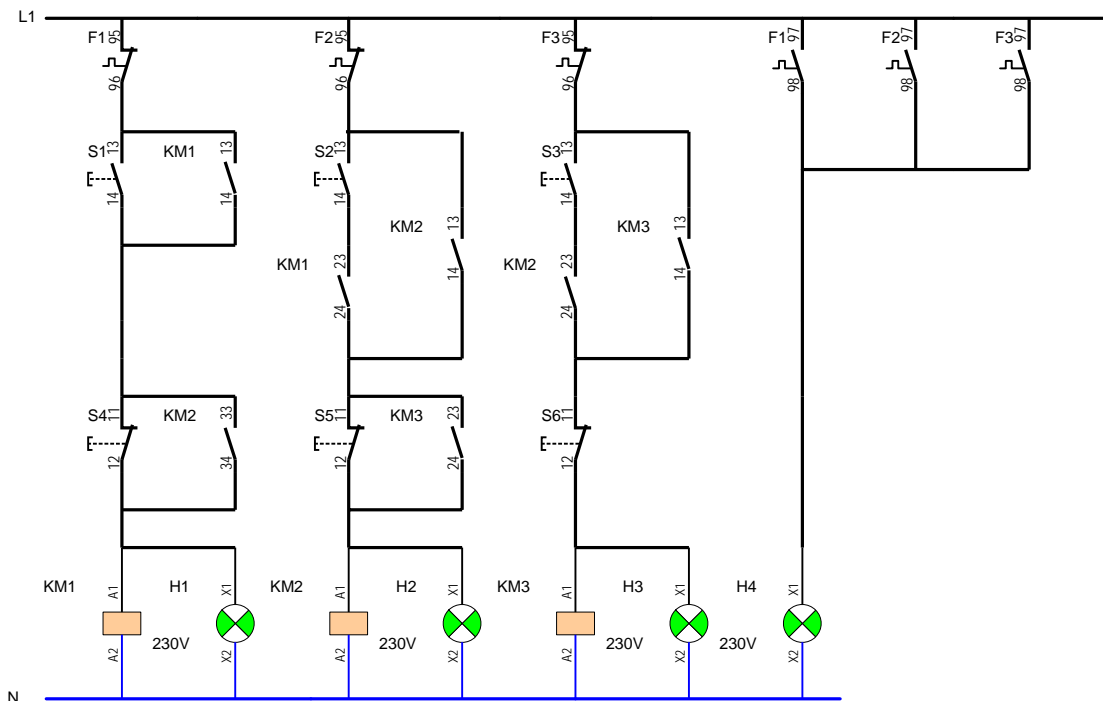 L1
F1 95 F2 95 F3 95 F1 97 F2 97 F3 97
96 96 96 98 98 98
S1 13 KM1 13 S2 13 S3 13
14 14 14 14
KM2 13 KM3 13
KM1 23 14 KM2 23 14
24 24
S4 11 KM2 33 S5 11 KM3 23 S6 11
12 34 12 24 12
KM1 A1 H1 X1 KM2 A1 H2 X1 KM3 A1 H3 X1 H4 X1
A2 230V X2 A2 230V X2 A2 230V X2 230V X2
N